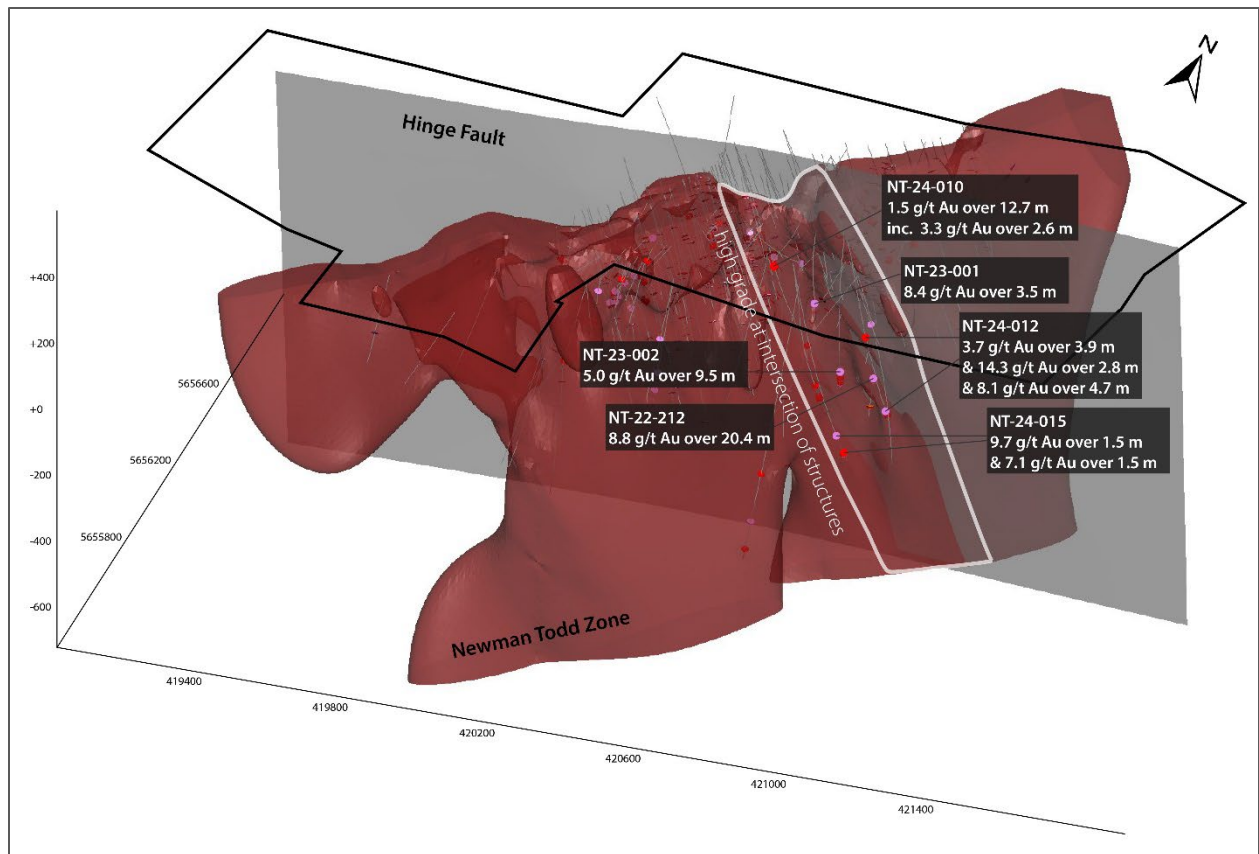 N
Hinge Fault
NT-24-010
1.5 g/t Au over 12.7 m
inc. 3.3 g/t Au over 2.6 m
NT-23-001
8.4 g/t Au over 3.5 m
NT-24-012
3.7 g/t Au over 3.9 m
& 14.3 g/t Au over 2.8 m
& 8.1 g/t Au over 4.7 m
NT-23-002
5.0 g/t Au over 9.5 m
NT-22-212
8.8 g/t Au over 20.4 m
NT-24-015
9.7 g/t Au over 1.5 m
& 7.1 g/t Au over 1.5 m
high-grade at intersection of structures
Newman Todd Zone
+400
+200
+0
-200
-400
-600
5656600
5656200
5655800
419400
419800
420200
420600
421000
421400